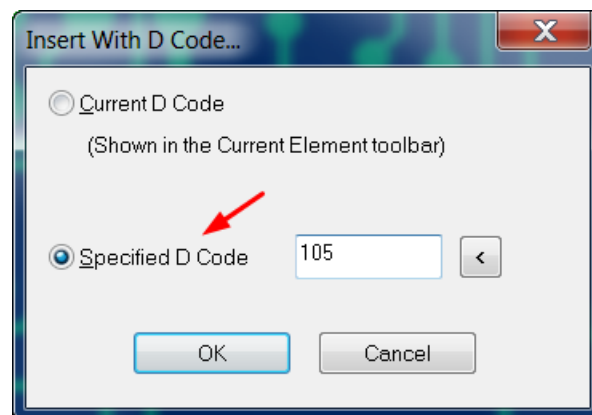 Insert With D Code...
X
Current D Code
(Shown in the Current Element toolbar)
Specified D Code 105 <
OK Cancel